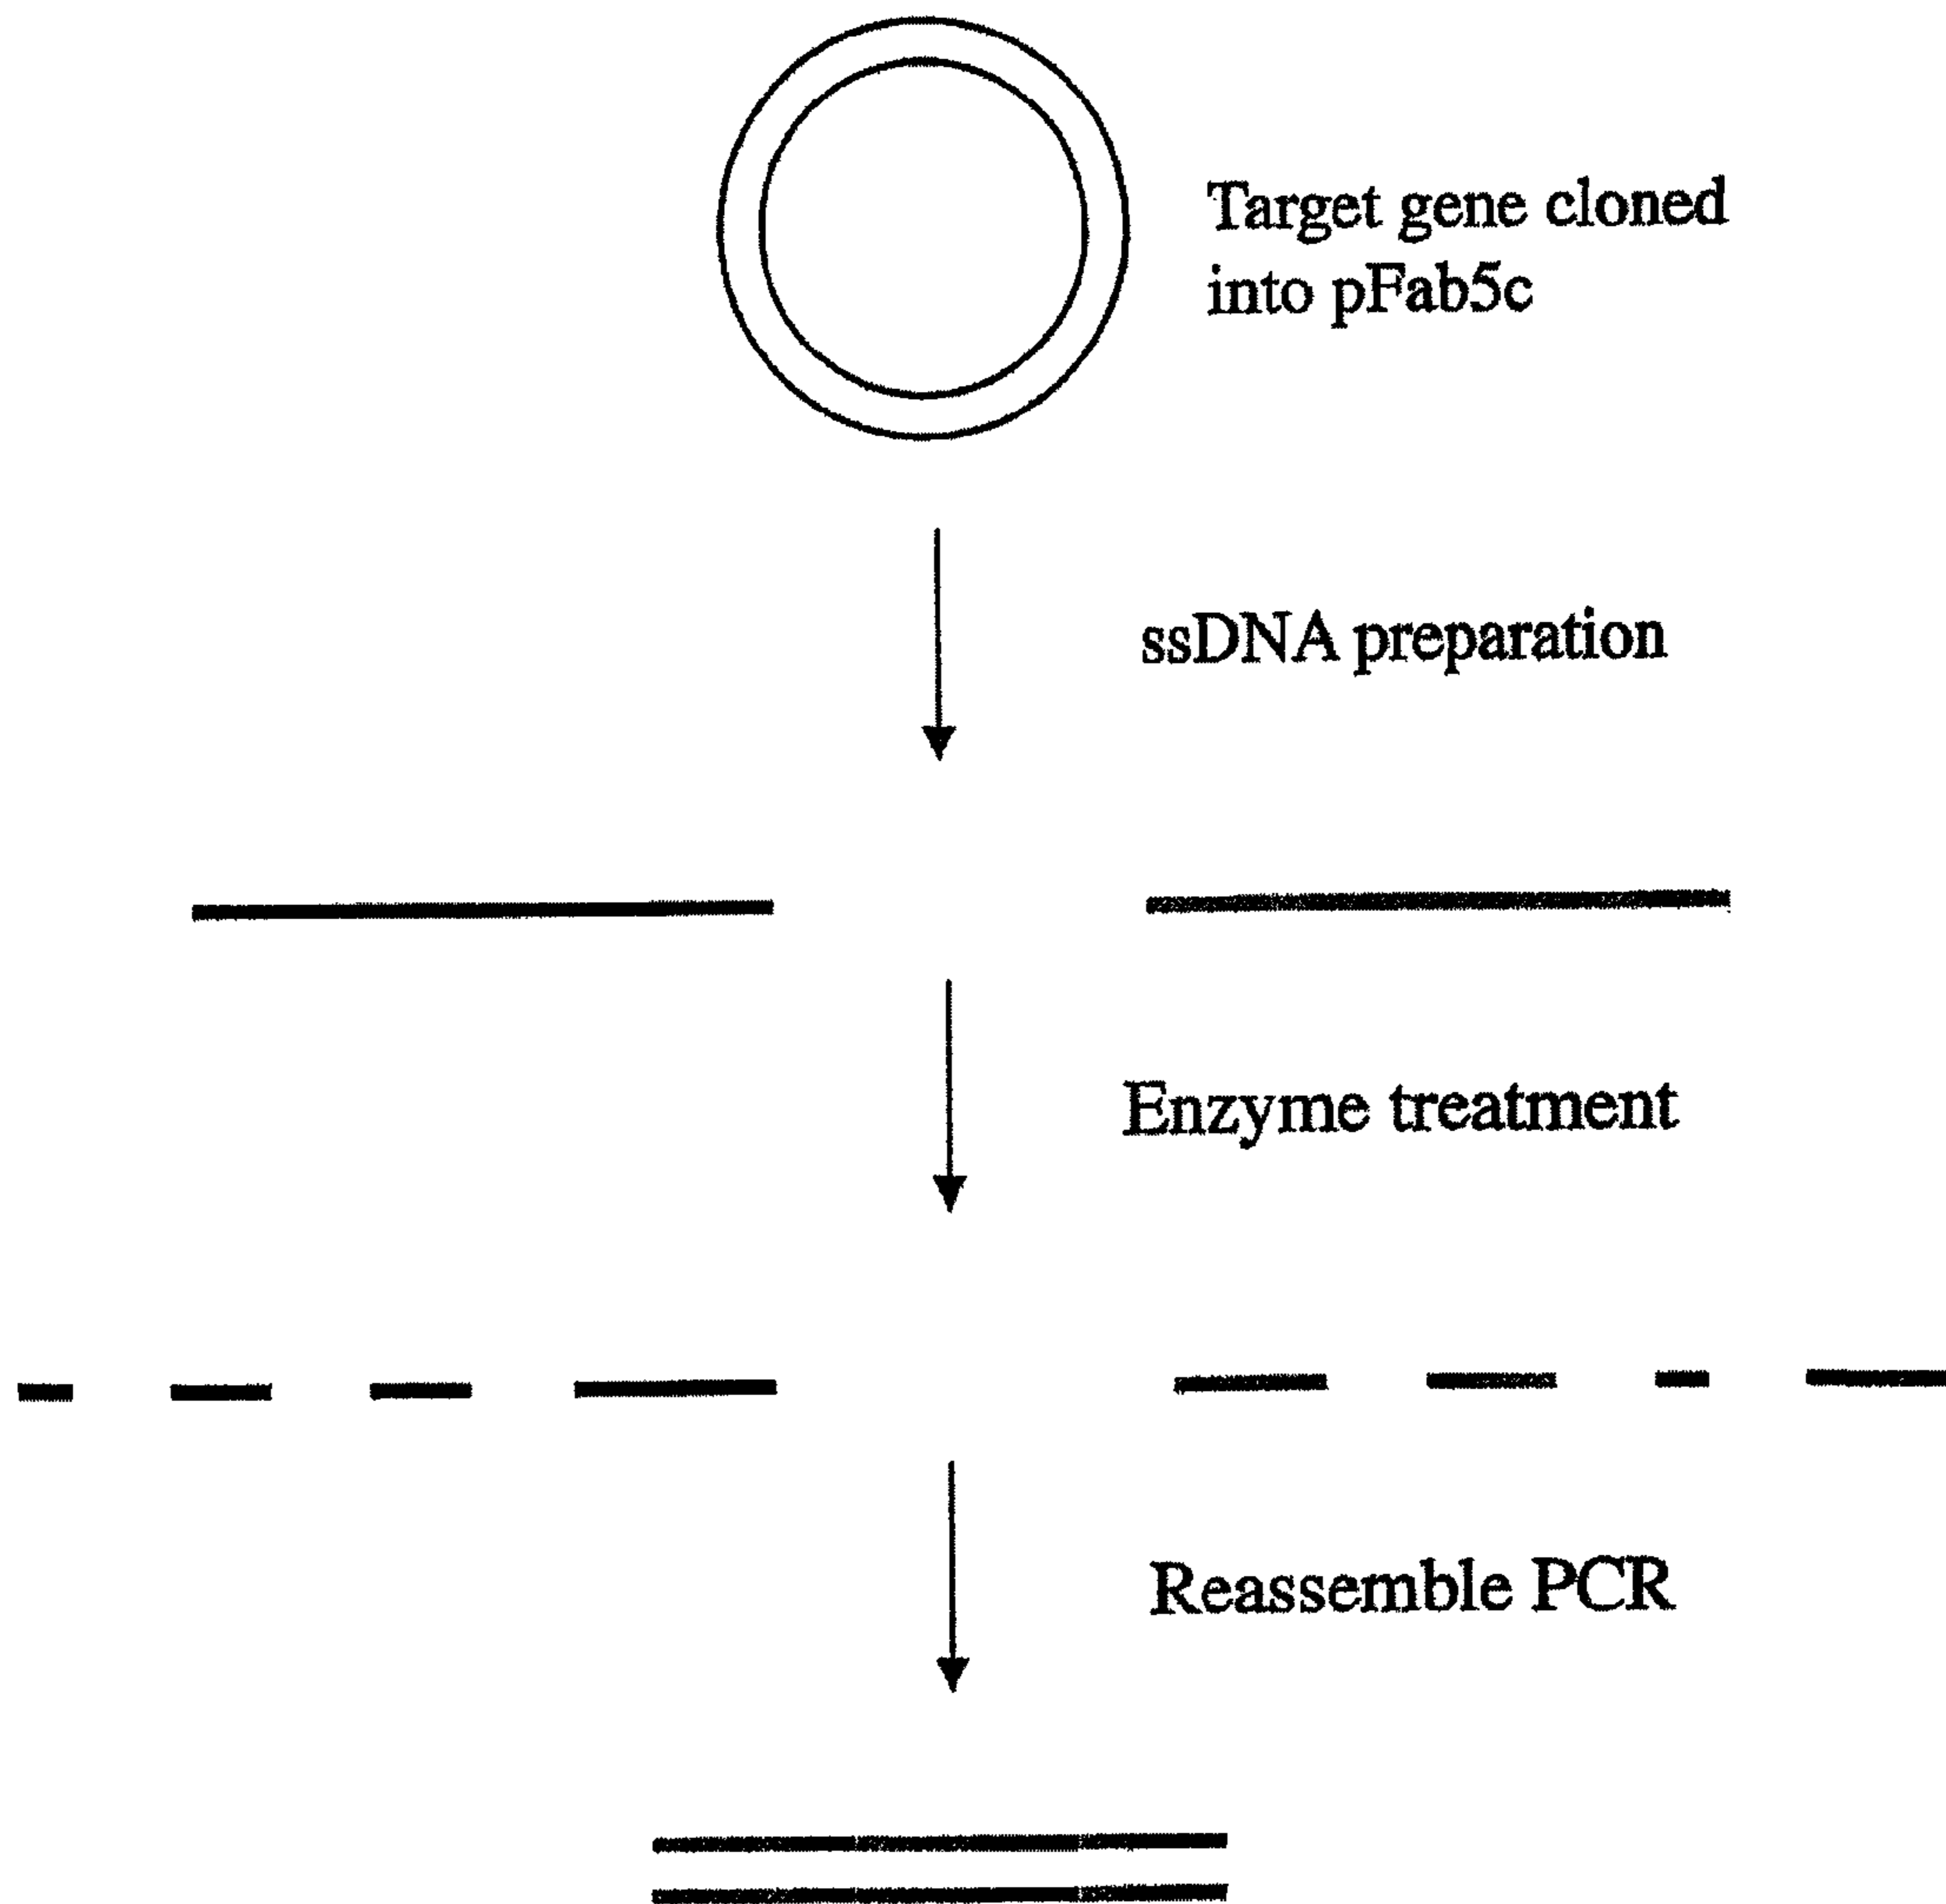 Target gene cloned
into pFab5c
ssDNA preparation
Enzyme treatment
Reassemble PCR